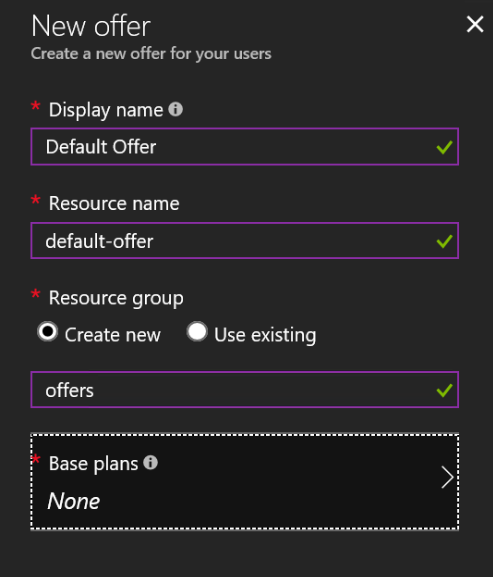 New offer
Create a new offer for your users
* Display name
Default Offer
* Resource name
default-offer
* Resource group
Create new Use existing
offers
* Base plans
None